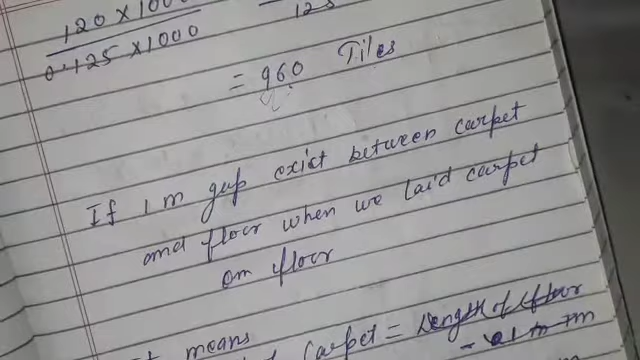 120 X 1000
0.125 X 1000
125
= 960 Tiles
If 1 m gap exist between carpet
and floor when we laid carpet
on floor
means
carpet = Length of floor